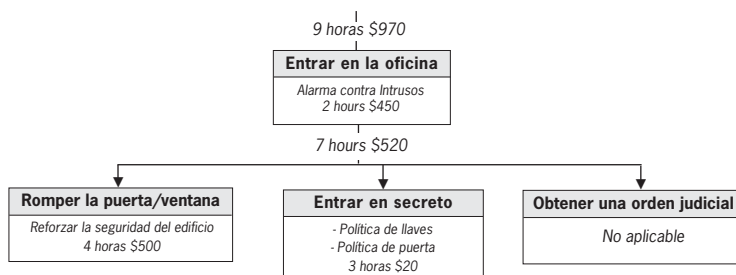 9 horas $970
Entrar en la oficina
Alarma contra Intrusos
2 hours $450
7 hours $520
Romper la puerta/ventana
Reforzar la seguridad del edificio
4 horas $500
Entrar en secreto
- Política de llaves
- Política de puerta
3 horas $20
Obtener una orden judicial
No aplicable